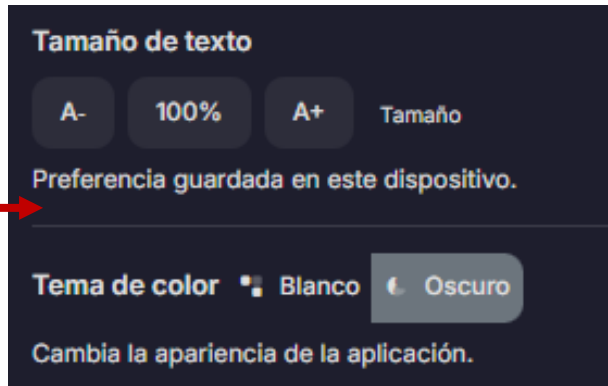 Tamaño de texto
A- 100% A+ Tamaño
Preferencia guardada en este dispositivo.
Tema de color Blanco Oscuro
Cambia la apariencia de la aplicación.